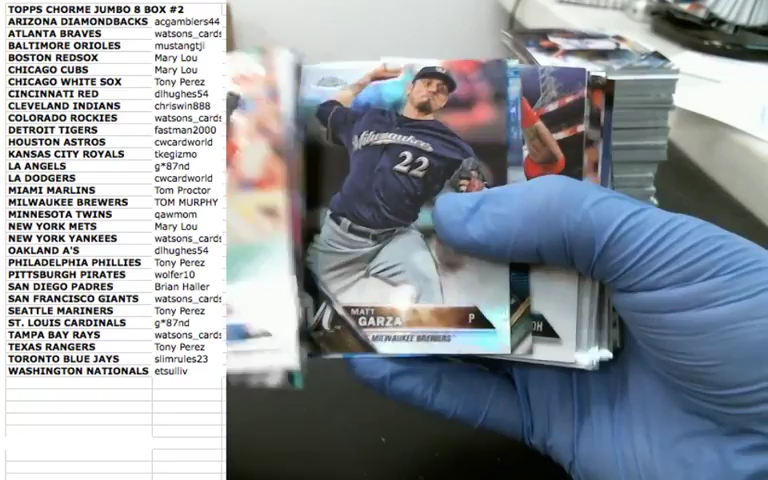 TOPPS CHORME JUMBO 8 BOX #2
ARIZONA DIAMONDBACKS acgamblers44
ATLANTA BRAVES watsons_cards
BALTIMORE ORIOLES mustangtji
BOSTON REDSOX Mary Lou
CHICAGO CUBS Mary Lou
CHICAGO WHITE SOX Tony Perez
CINCINNATI RED dlhughes54
CLEVELAND INDIANS chriswin888
COLORADO ROCKIES watsons_cards
DETROIT TIGERS fastman2000
HOUSTON ASTROS cwcardworld
KANSAS CITY ROYALS tkegizmo
LA ANGELS g*87nd
LA DODGERS cwcardworld
MIAMI MARLINS Tom Proctor
MILWAUKEE BREWERS TOM MURPHY
MINNESOTA TWINS qawmom
NEW YORK METS Mary Lou
NEW YORK YANKEES watsons_cards
OAKLAND A'S dlhughes54
PHILADELPHIA PHILLIES Tony Perez
PITTSBURGH PIRATES wolfer10
SAN DIEGO PADRES Brian Haller
SAN FRANCISCO GIANTS watsons_cards
SEATTLE MARINERS Tony Perez
ST. LOUIS CARDINALS g*87nd
TAMPA BAY RAYS watsons_cards
TEXAS RANGERS Tony Perez
TORONTO BLUE JAYS slimrules23
WASHINGTON NATIONALS etsulliv
Milwaukee
22
MATT
GARZA P
MILWAUKEE BREWERS
DH